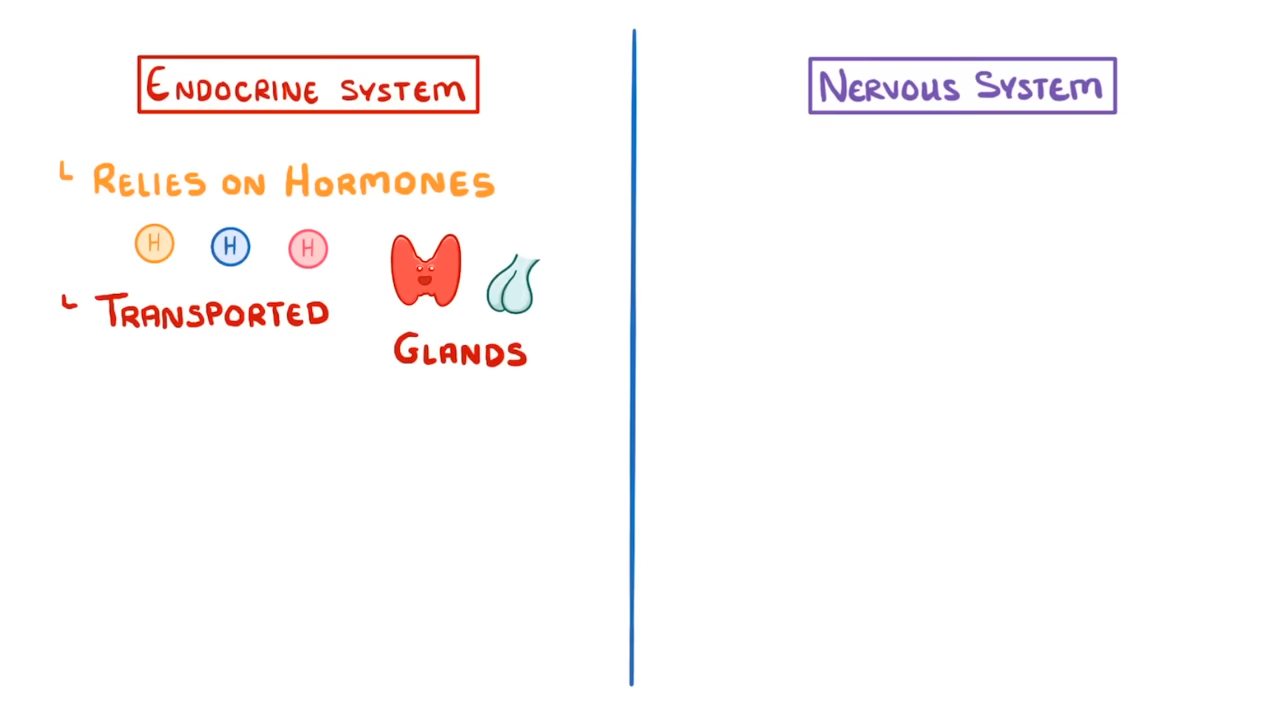 Endocrine system
Nervous System
Relies on Hormones
H H H
Transported
Glands